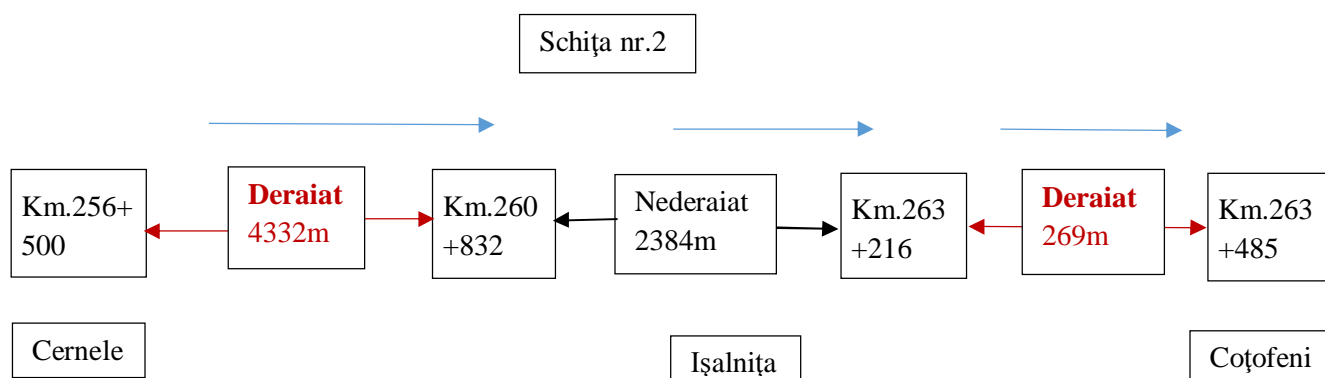 Schiţa nr.2
Km.256+
500
Deraiat
4332m
Km.260
+832
Nederaiat
2384m
Km.263
+216
Deraiat
269m
Km.263
+485
Cernele
Işalniţa
Coţofeni